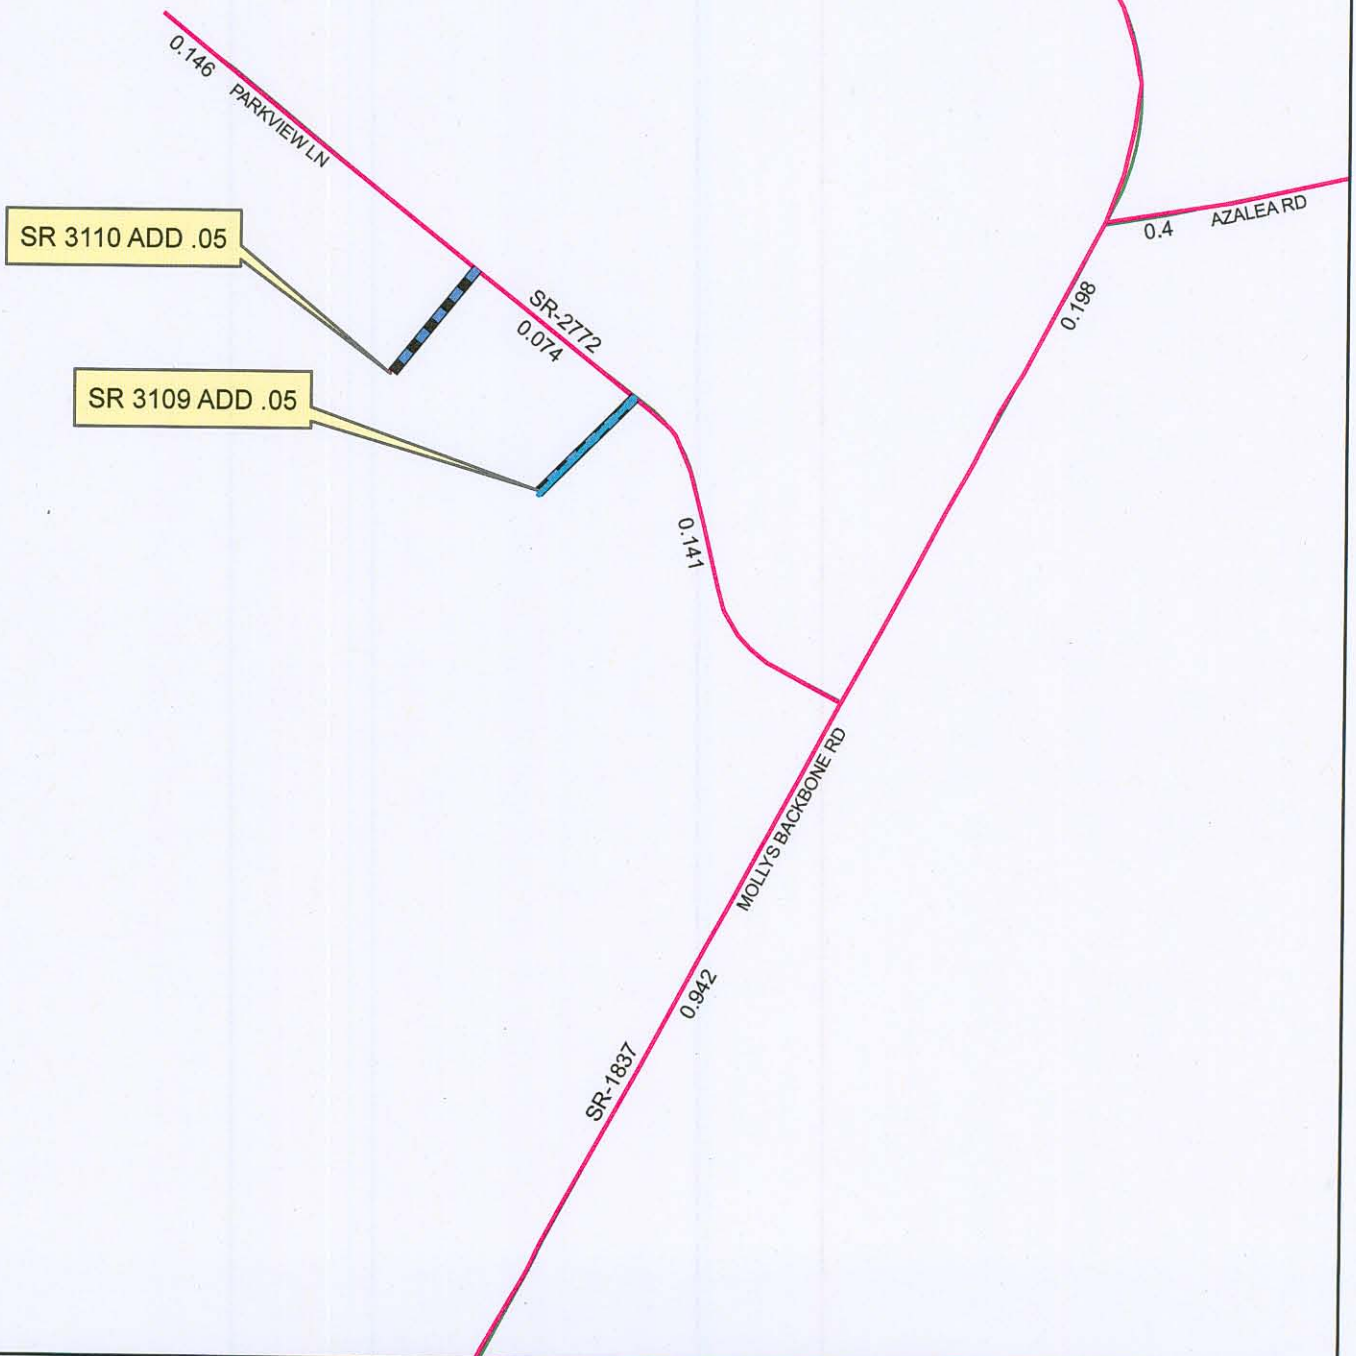 0.146
PARKVIEW LN
SR 3110 ADD .05
SR-2772
0.074
SR 3109 ADD .05
0.141
AZALEA RD
0.4
0.198
MOLLYS BACKBONE RD
0.942
SR-1837